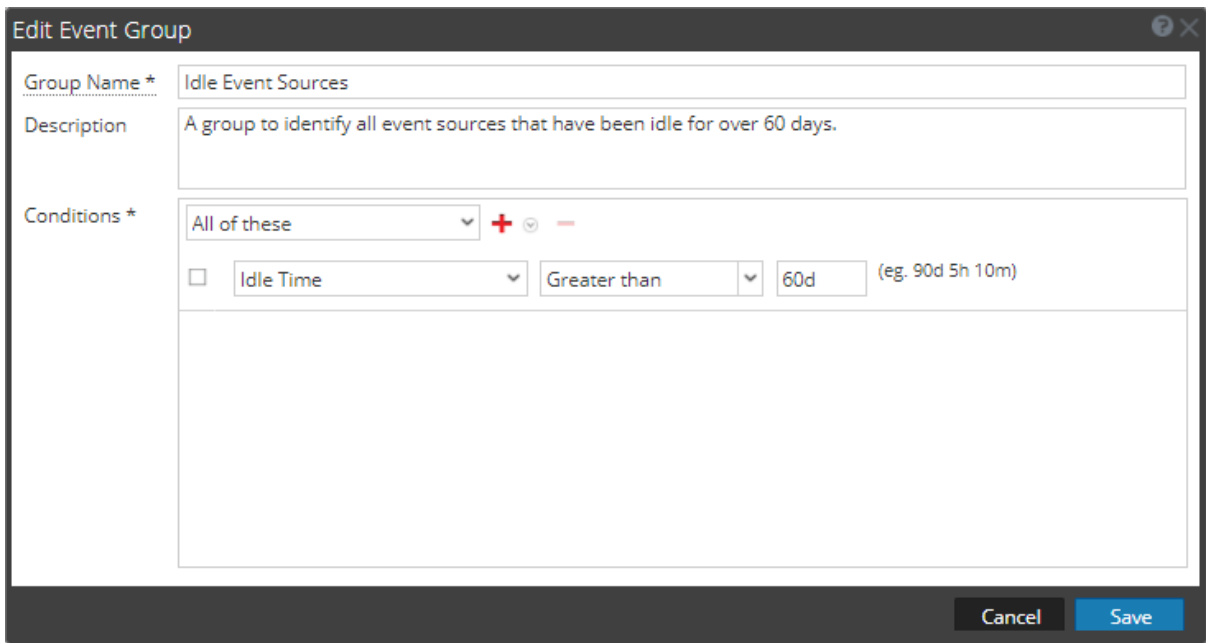 Edit Event Group
Group Name * Idle Event Sources
Description A group to identify all event sources that have been idle for over 60 days.
Conditions * All of these
Idle Time Greater than 60d (eg. 90d 5h 10m)
Cancel Save